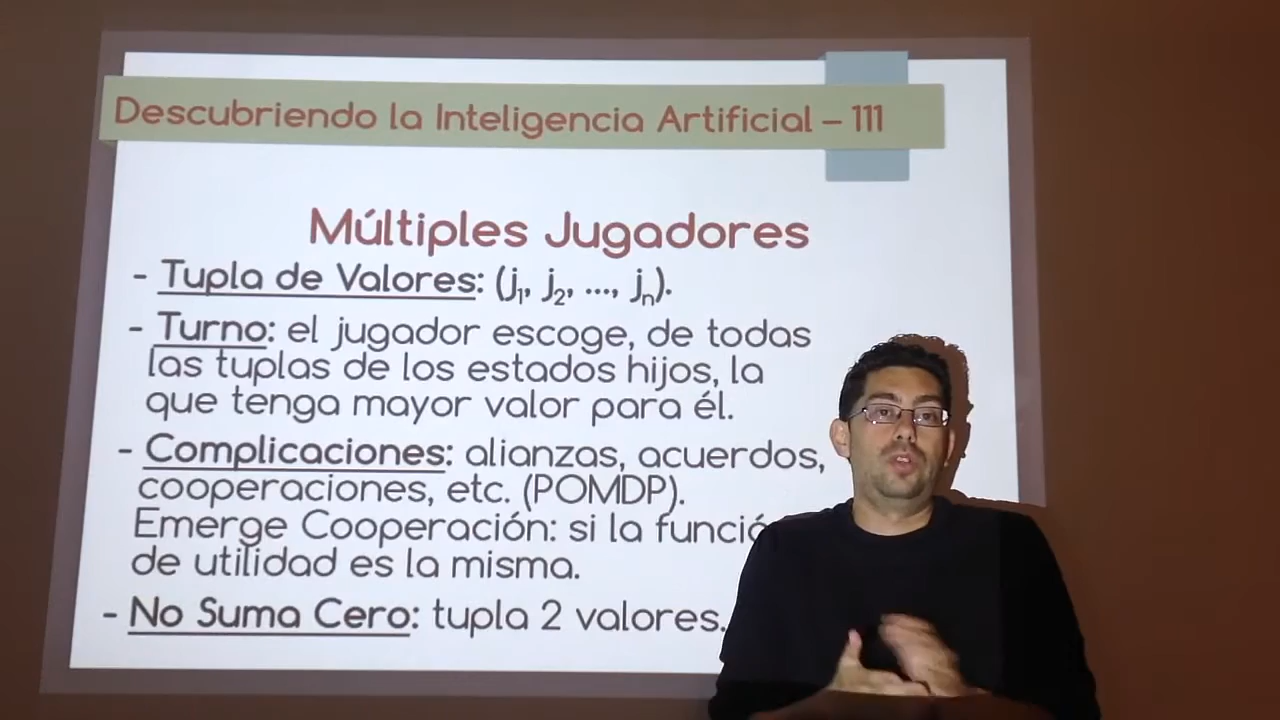 Descubriendo la Inteligencia Artificial – 111
Múltiples Jugadores
- Tupla de Valores: (j1, j2, ..., jn).
- Turno: el jugador escoge, de todas
las tuplas de los estados hijos, la
que tenga mayor valor para él.
- Complicaciones: alianzas, acuerdos,
cooperaciones, etc. (POMDP).
Emerge Cooperación: si la funció
de utilidad es la misma.
- No Suma Cero: tupla 2 valores.